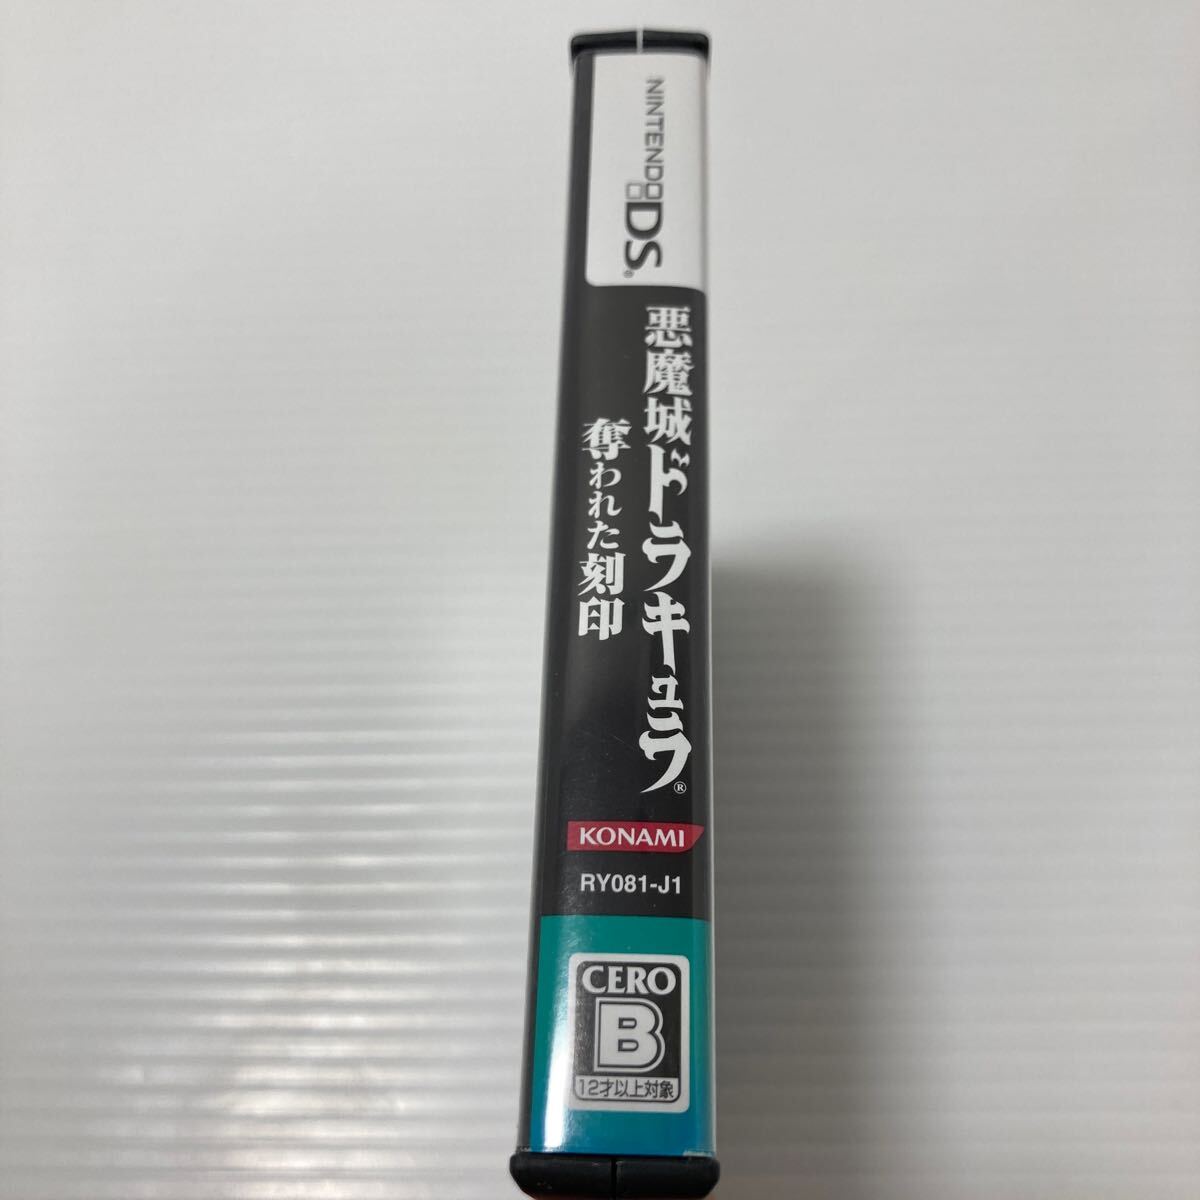 NINTENDO DS®
悪魔城ドラキュラ®
奪われた刻印
KONAMI
RY081-J1
CERO
B
12才以上対象